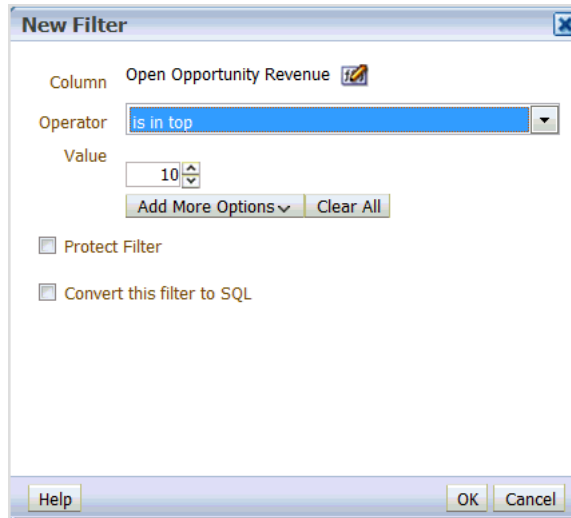 New Filter
Column Open Opportunity Revenue
Operator is in top
Value
10
Add More Options Clear All
Protect Filter
Convert this filter to SQL
Help OK Cancel